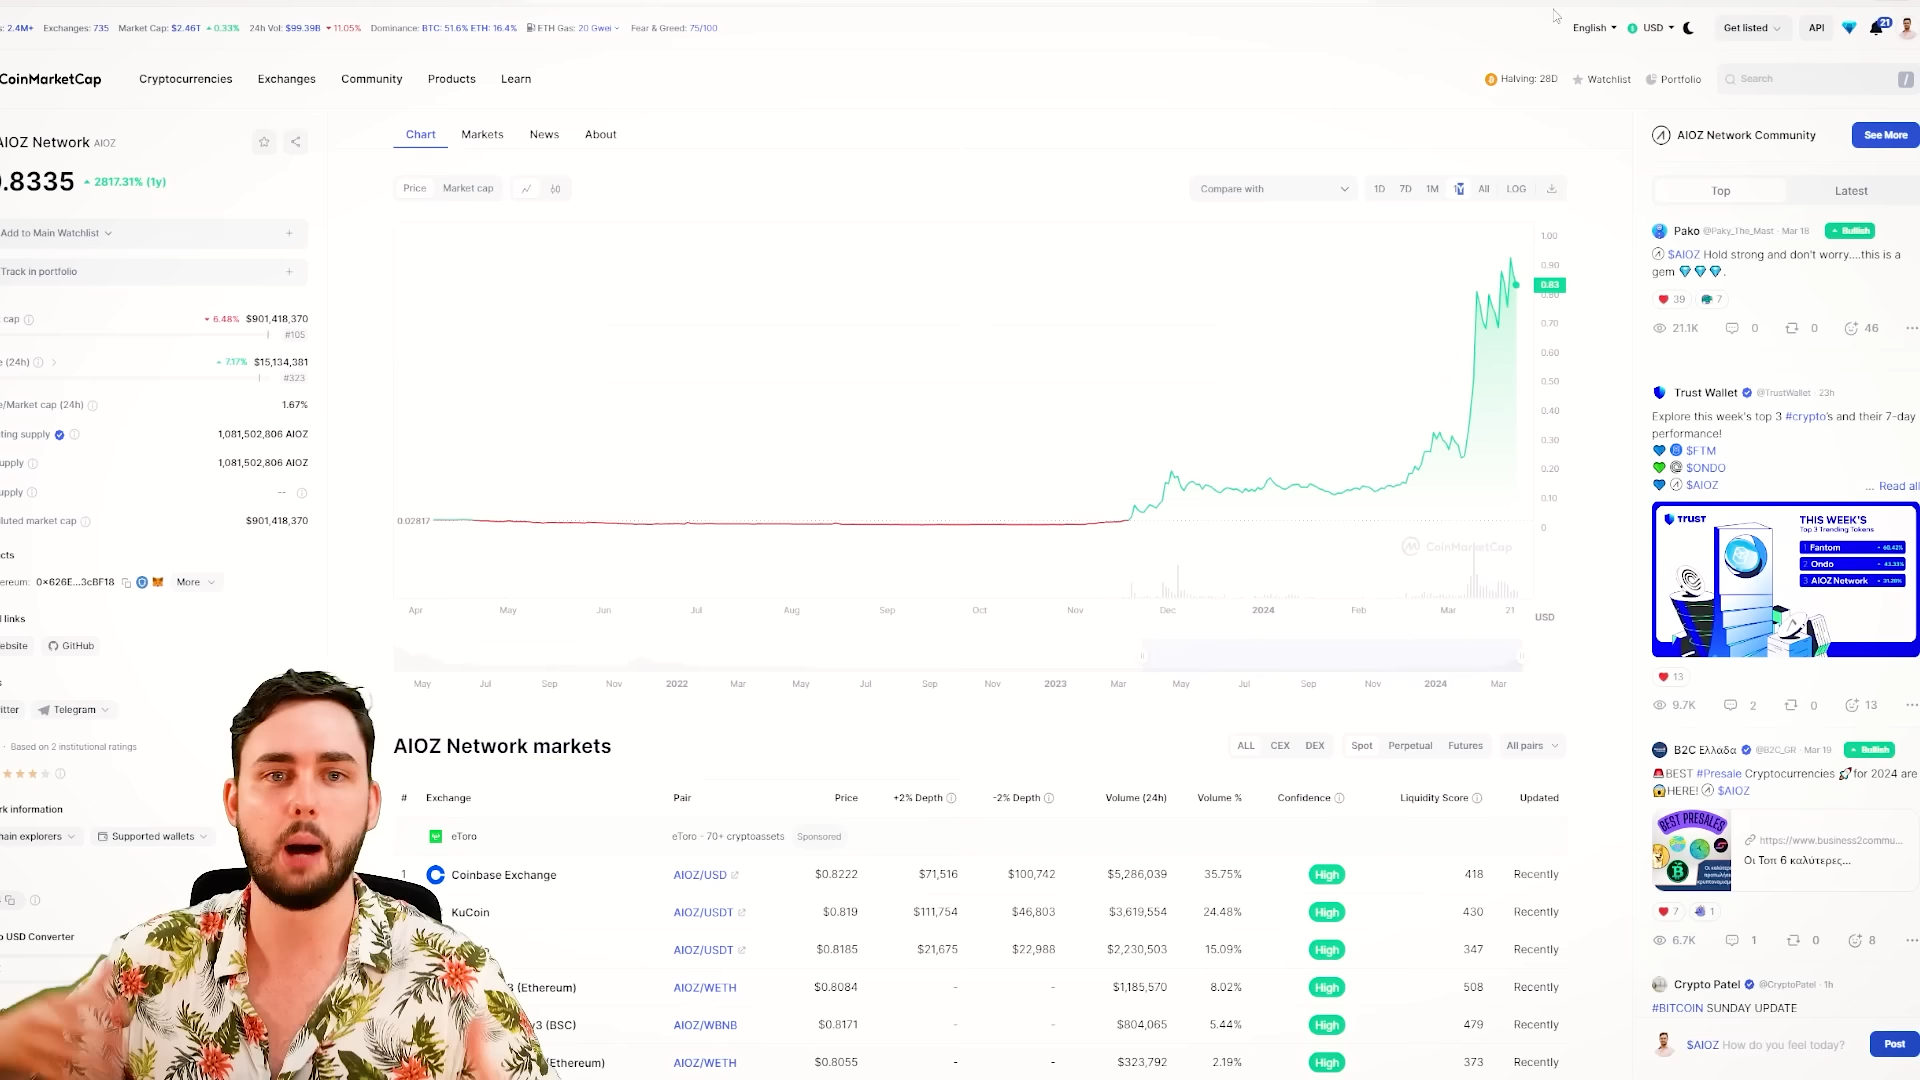 s: 2.4M+ Exchanges: 735 Market Cap: $2.46T 0.33% 24h Vol: $99.39B 11.05% Dominance: BTC: 51.6% ETH: 16.4% ETH Gas: 20 Gwei Fear & Greed: 75/100
English USD Get listed API 21
CoinMarketCap Cryptocurrencies Exchanges Community Products Learn
Halving: 28D Watchlist Portfolio Search /
AIOZ Network AIOZ
0.8335 2817.31% (1y)
Add to Main Watchlist +
Track in portfolio +
cap 6.48% $901,418,370
#105
e (24h) 7.17% $15,134,381
#323
e/Market cap (24h) 1.67%
ting supply 1,081,502,806 AIOZ
upply 1,081,502,806 AIOZ
upply --
luted market cap $901,418,370
cts
ereum: 0x626E...3cBF18 More
l links
ebsite GitHub
s
itter Telegram
· Based on 2 institutional ratings
rk information
hain explorers Supported wallets
o USD Converter
Chart Markets News About
Price Market cap
Compare with 1D 7D 1M 1Y All LOG
1.00
0.90
0.83
0.80
0.70
0.60
0.50
0.40
0.30
0.20
0.10
0
0.02817
CoinMarketCap
Apr May Jun Jul Aug Sep Oct Nov Dec 2024 Feb Mar 21
USD
May Jul Sep Nov 2022 Mar May Jul Sep Nov 2023 Mar May Jul Sep Nov 2024 Mar
AIOZ Network markets
ALL CEX DEX Spot Perpetual Futures All pairs
# Exchange Pair Price +2% Depth -2% Depth Volume (24h) Volume % Confidence Liquidity Score Updated
eToro eToro - 70+ cryptoassets Sponsored
1 Coinbase Exchange AIOZ/USD $0.8222 $71,516 $100,742 $5,286,039 35.75% High 418 Recently
KuCoin AIOZ/USDT $0.819 $111,754 $46,803 $3,619,554 24.48% High 430 Recently
AIOZ/USDT $0.8185 $21,675 $22,988 $2,230,503 15.09% High 347 Recently
3 (Ethereum) AIOZ/WETH $0.8084 - - $1,185,570 8.02% High 508 Recently
v3 (BSC) AIOZ/WBNB $0.8171 - - $804,065 5.44% High 479 Recently
(Ethereum) AIOZ/WETH $0.8055 - - $323,792 2.19% High 373 Recently
AIOZ Network Community See More
Top Latest
Pako @Paky_The_Mast · Mar 18 Bullish
$AIOZ Hold strong and don't worry....this is a
gem .
39 7
21.1K 0 0 46 ...
Trust Wallet @TrustWallet · 23h
Explore this week's top 3 #crypto's and their 7-day
performance!
$FTM
$ONDO
$AIOZ ... Read all
TRUST THIS WEEK'S
Top 3 Trending Tokens
1 Fantom 60.42%
2 Ondo 43.33%
3 AIOZ Network 31.20%
13
9.7K 2 0 13 ...
B2C Ελλάδα @B2C_GR · Mar 19 Bullish
BEST #Presale Cryptocurrencies for 2024 are
HERE! $AIOZ
BEST PRESALES
https://www.business2commu...
Οι Τοπ 6 καλύτερες...
7 1
6.7K 1 0 8 ...
Crypto Patel @CryptoPatel · 1h
#BITCOIN SUNDAY UPDATE
$AIOZ How do you feel today? Post